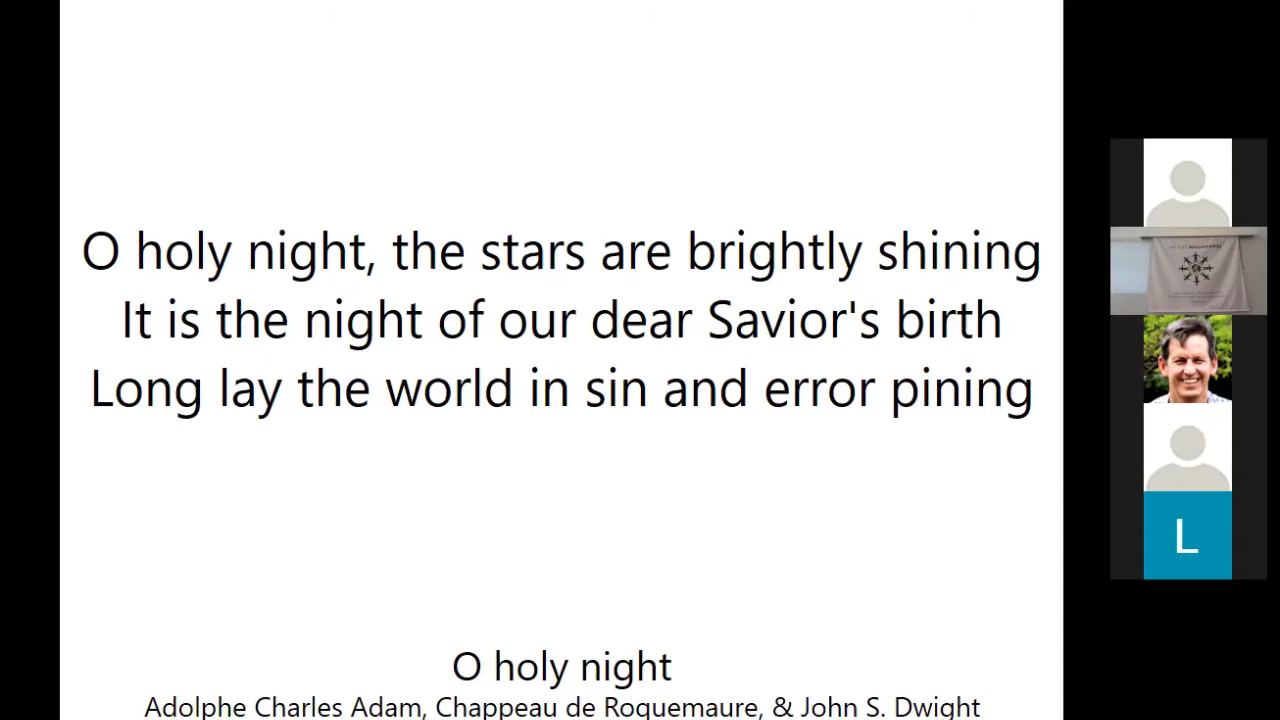 O holy night, the stars are brightly shining
It is the night of our dear Savior's birth
Long lay the world in sin and error pining
O holy night
Adolphe Charles Adam, Chappeau de Roquemaure, & John S. Dwight
L